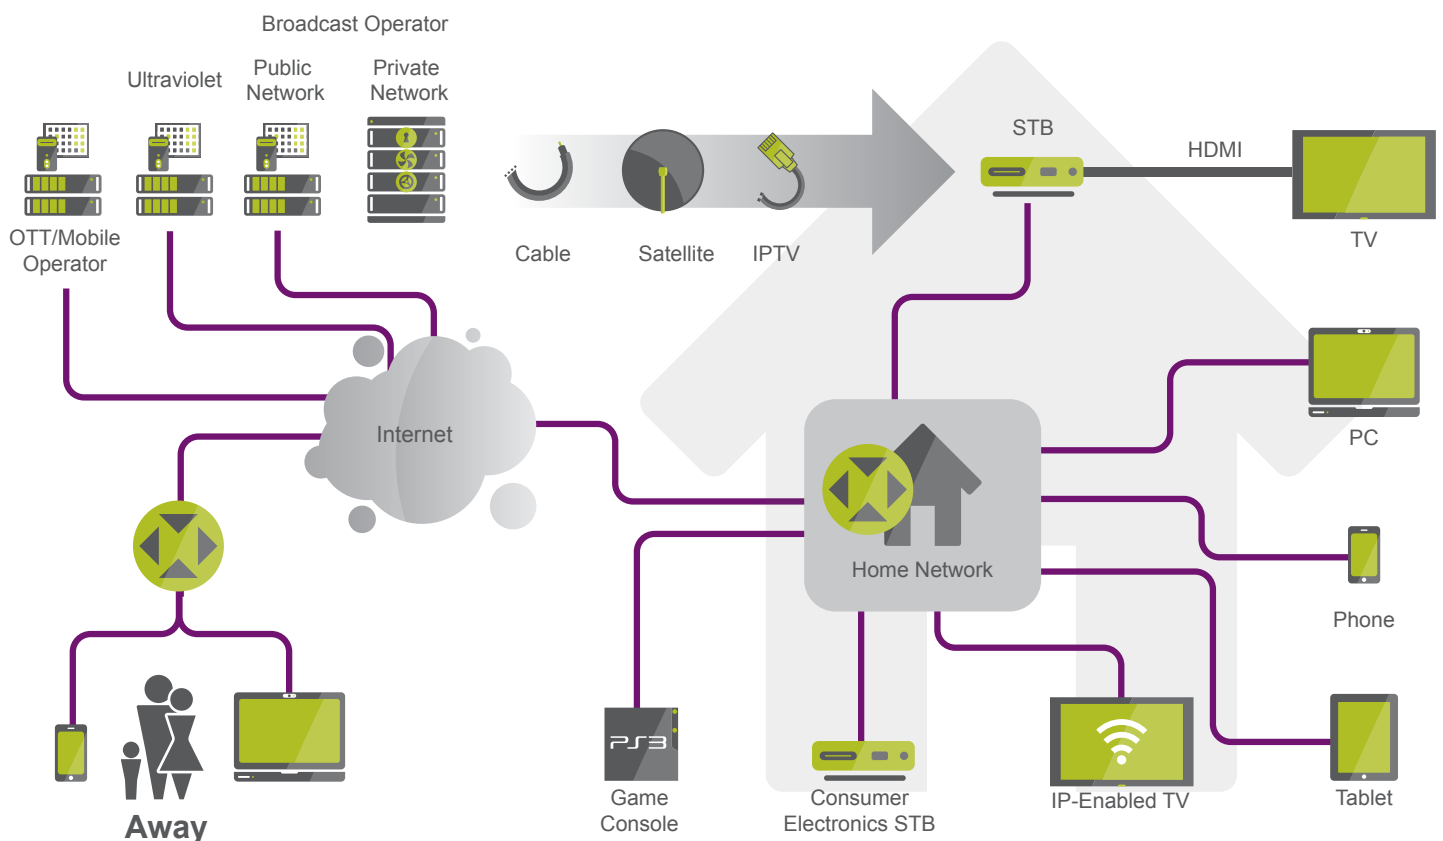 Broadcast Operator
Ultraviolet
Public
Network
Private
Network
OTT/Mobile
Operator
Cable
Satellite
IPTV
STB
HDMI
TV
Internet
PC
Home Network
Phone
PS3
Game
Console
Consumer
Electronics STB
IP-Enabled TV
Tablet
Away